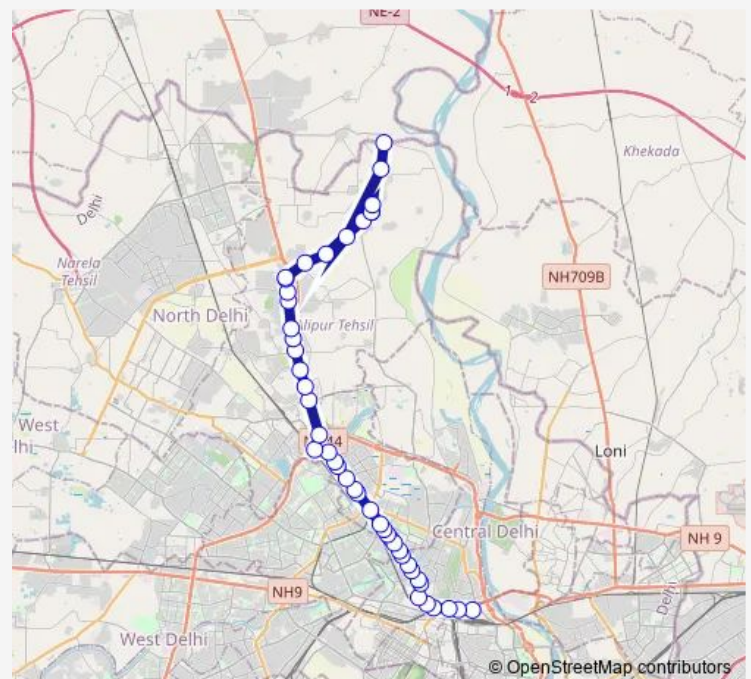 NE-2
1 2
Khekada
Delhi
Narela
Tehsil
NH709B
North Delhi
Alipur Tehsil
West
lhi
44
Loni
Central Delhi
NH 9
NH9
Delhi
West Delhi
© OpenStreetMap contributors